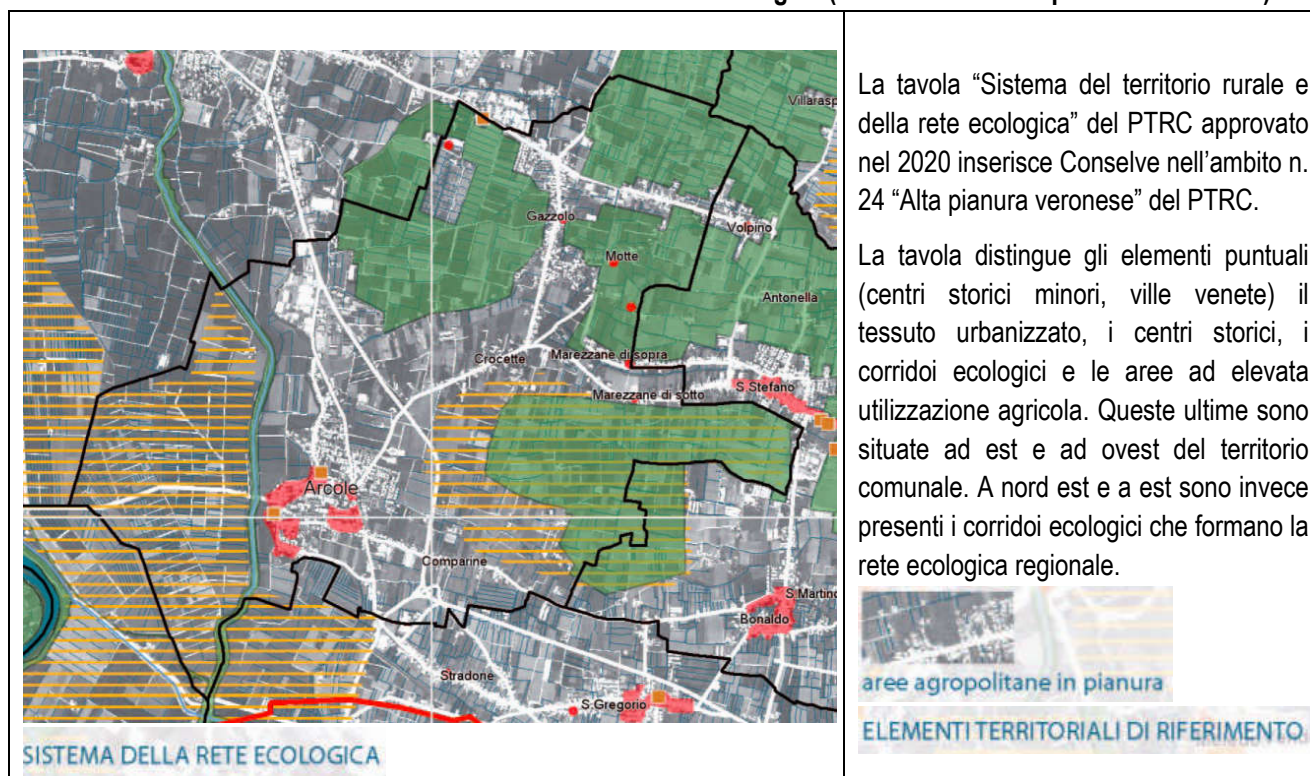 Villarasp
Gazzolo
Volpino
Motte
Antonella
Crocette
Marezzane di sopra
Marezzane di sotto
S.Stefano
Arcole
Comparine
S.Martino
Bonaldo
Stradone
S.Gregorio
SISTEMA DELLA RETE ECOLOGICA
La tavola “Sistema del territorio rurale e
della rete ecologica” del PTRC approvato
nel 2020 inserisce Conselve nell’ambito n.
24 “Alta pianura veronese” del PTRC.
La tavola distingue gli elementi puntuali
(centri storici minori, ville venete) il
tessuto urbanizzato, i centri storici, i
corridoi ecologici e le aree ad elevata
utilizzazione agricola. Queste ultime sono
situate ad est e ad ovest del territorio
comunale. A nord est e a est sono invece
presenti i corridoi ecologici che formano la
rete ecologica regionale.
aree agropolitane in pianura
ELEMENTI TERRITORIALI DI RIFERIMENTO